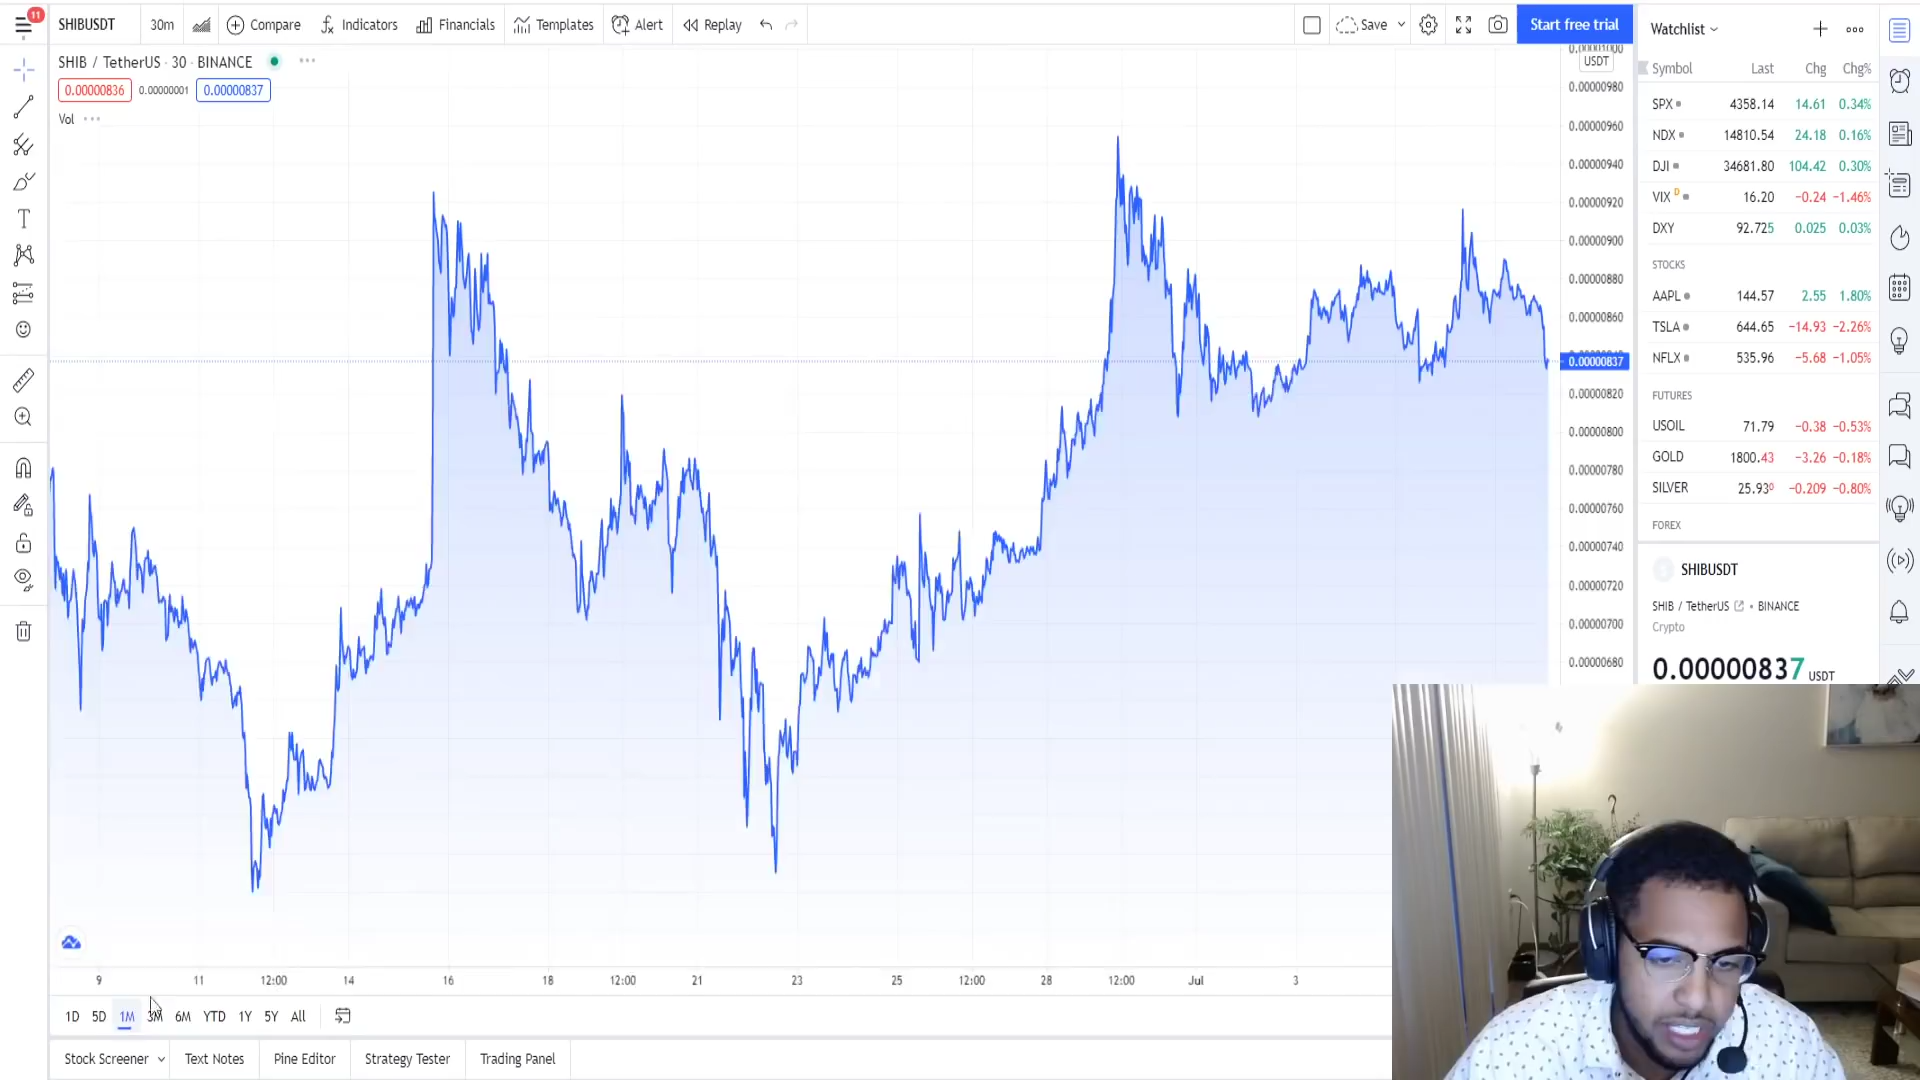 11
SHIBUSDT 30m Compare Indicators Financials Templates Alert Replay Save Start free trial
SHIB / TetherUS · 30 · BINANCE
0.00000836 0.00000001 0.00000837
Vol
USDT
0.00000980
0.00000960
0.00000940
0.00000920
0.00000900
0.00000880
0.00000860
0.00000837
0.00000820
0.00000800
0.00000780
0.00000760
0.00000740
0.00000720
0.00000700
0.00000680
9 11 12:00 14 16 18 12:00 21 23 25 12:00 28 12:00 Jul 3
1D 5D 1M 3M 6M YTD 1Y 5Y All
Stock Screener Text Notes Pine Editor Strategy Tester Trading Panel
Watchlist
Symbol Last Chg Chg%
SPX 4358.14 14.61 0.34%
NDX 14810.54 24.18 0.16%
DJI 34681.80 104.42 0.30%
VIX D 16.20 −0.24 −1.46%
DXY 92.725 0.025 0.03%
STOCKS
AAPL 144.57 2.55 1.80%
TSLA 644.65 −14.93 −2.26%
NFLX 535.96 −5.68 −1.05%
FUTURES
USOIL 71.79 −0.38 −0.53%
GOLD 1800.43 −3.26 −0.18%
SILVER 25.930 −0.209 −0.80%
FOREX
SHIBUSDT
SHIB / TetherUS • BINANCE
Crypto
0.00000837 USDT